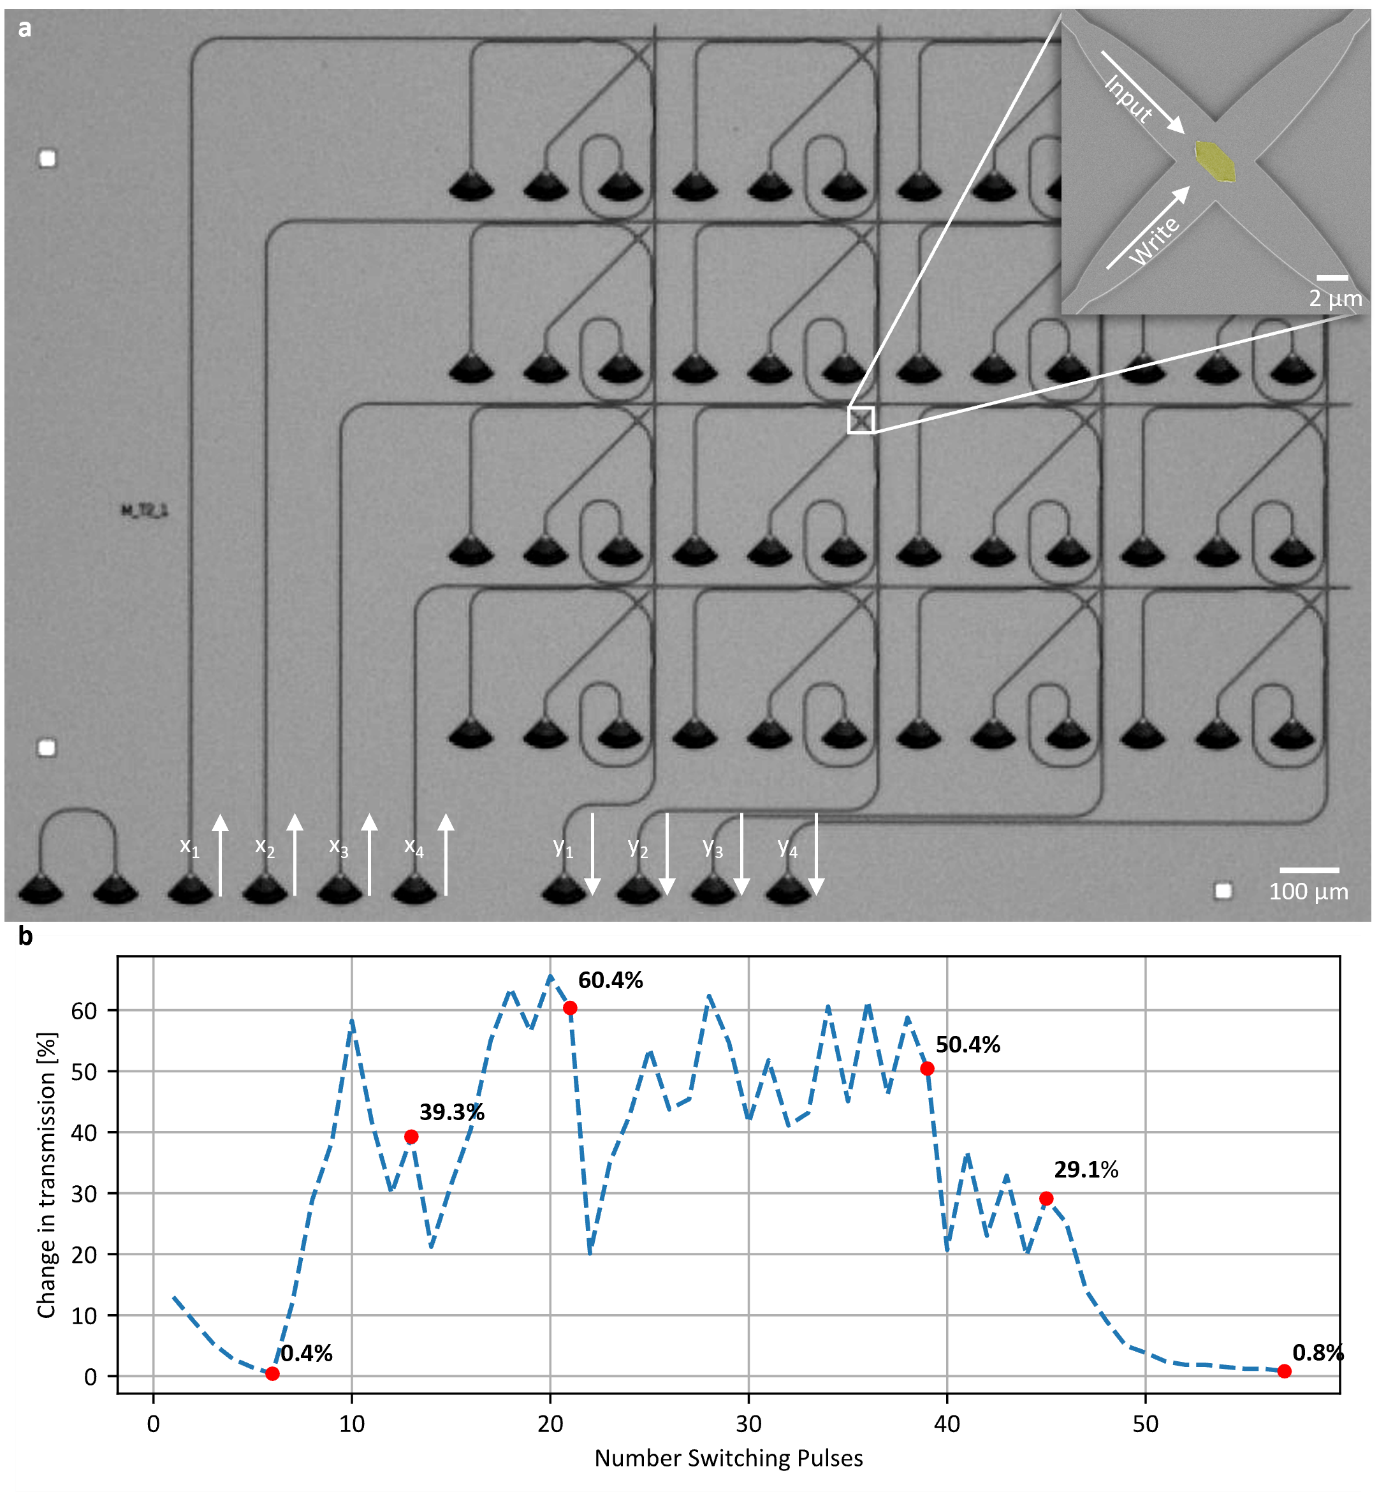 a
Input
Write
2 µm
M_T2_1
x₁ x₂ x₃ x₄ y₁ y₂ y₃ y₄
100 µm
b
60.4%
60
50.4%
50
39.3%
40
29.1%
30
20
10
0.4%
0.8%
0
Change in transmission [%]
0 10 20 30 40 50
Number Switching Pulses